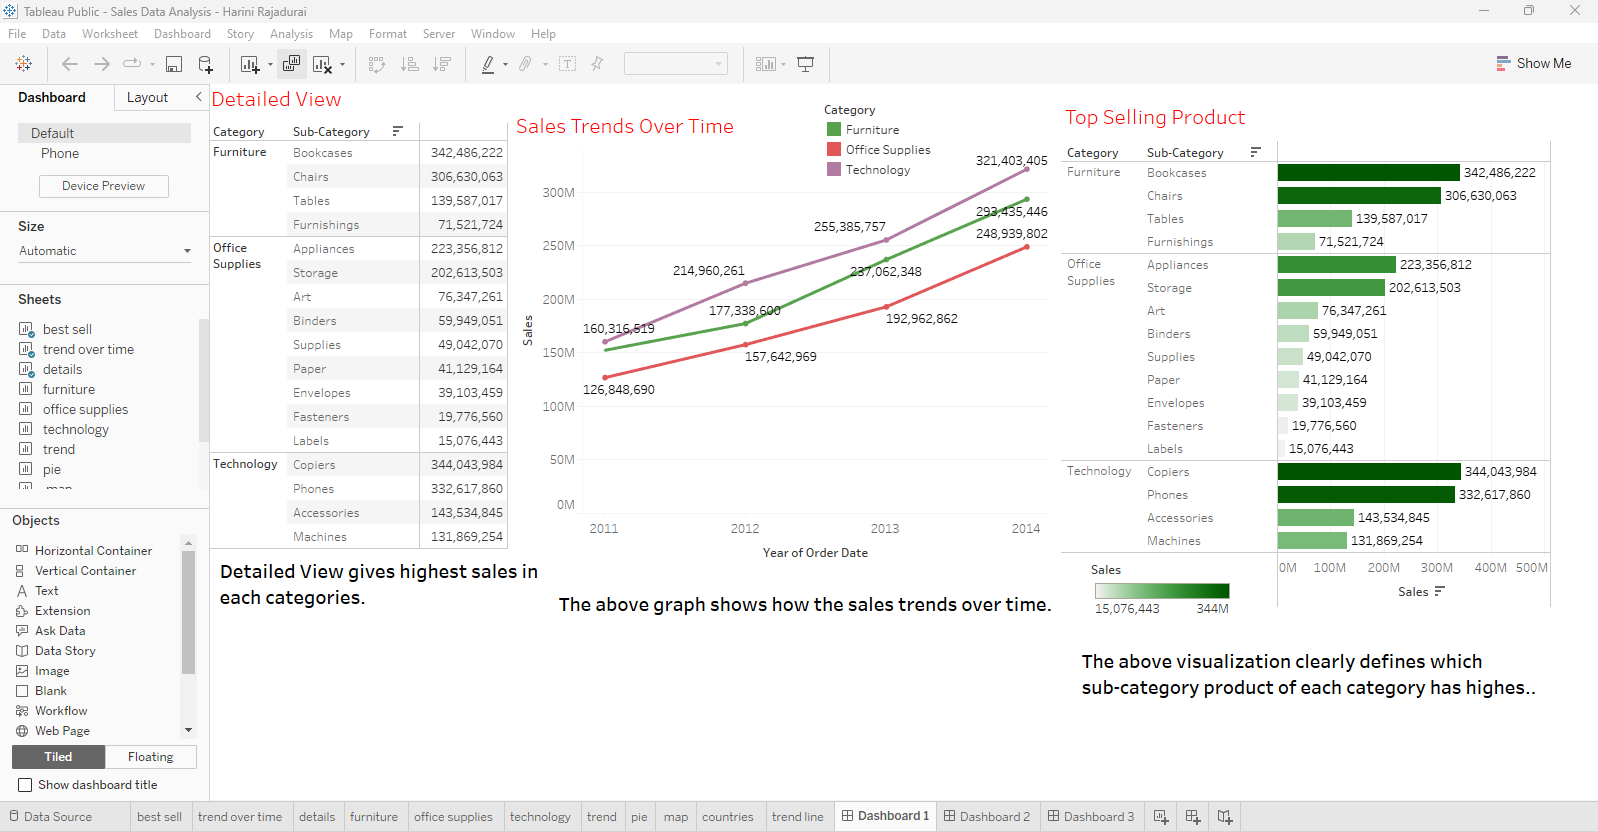 Tableau Public - Sales Data Analysis - Harini Rajadurai
File Data Worksheet Dashboard Story Analysis Map Format Server Window Help
Show Me
Dashboard Layout
Default
Phone
Device Preview
Size
Automatic
Sheets
best sell
trend over time
details
furniture
office supplies
technology
trend
pie
map
Objects
Horizontal Container
Vertical Container
Text
Extension
Ask Data
Data Story
Image
Blank
Workflow
Web Page
Tiled Floating
Show dashboard title
Detailed View
Category Sub-Category
Furniture Bookcases 342,486,222
Chairs 306,630,063
Tables 139,587,017
Furnishings 71,521,724
Office Supplies Appliances 223,356,812
Storage 202,613,503
Art 76,347,261
Binders 59,949,051
Supplies 49,042,070
Paper 41,129,164
Envelopes 39,103,459
Fasteners 19,776,560
Labels 15,076,443
Technology Copiers 344,043,984
Phones 332,617,860
Accessories 143,534,845
Machines 131,869,254
Detailed View gives highest sales in
each categories.
Sales Trends Over Time
Category
Furniture
Office Supplies
Technology
321,403,405
300M
293,435,446
255,385,757
248,939,802
250M
214,960,261
237,062,348
200M
177,338,600
160,316,519
192,962,862
Sales
150M
157,642,969
126,848,690
100M
50M
0M
2011 2012 2013 2014
Year of Order Date
The above graph shows how the sales trends over time.
Top Selling Product
Category Sub-Category
Furniture Bookcases 342,486,222
Chairs 306,630,063
Tables 139,587,017
Furnishings 71,521,724
Office Supplies Appliances 223,356,812
Storage 202,613,503
Art 76,347,261
Binders 59,949,051
Supplies 49,042,070
Paper 41,129,164
Envelopes 39,103,459
Fasteners 19,776,560
Labels 15,076,443
Technology Copiers 344,043,984
Phones 332,617,860
Accessories 143,534,845
Machines 131,869,254
0M 100M 200M 300M 400M 500M
Sales
Sales
15,076,443 344M
The above visualization clearly defines which
sub-category product of each category has highes..
Data Source best sell trend over time details furniture office supplies technology trend pie map countries trend line Dashboard 1 Dashboard 2 Dashboard 3